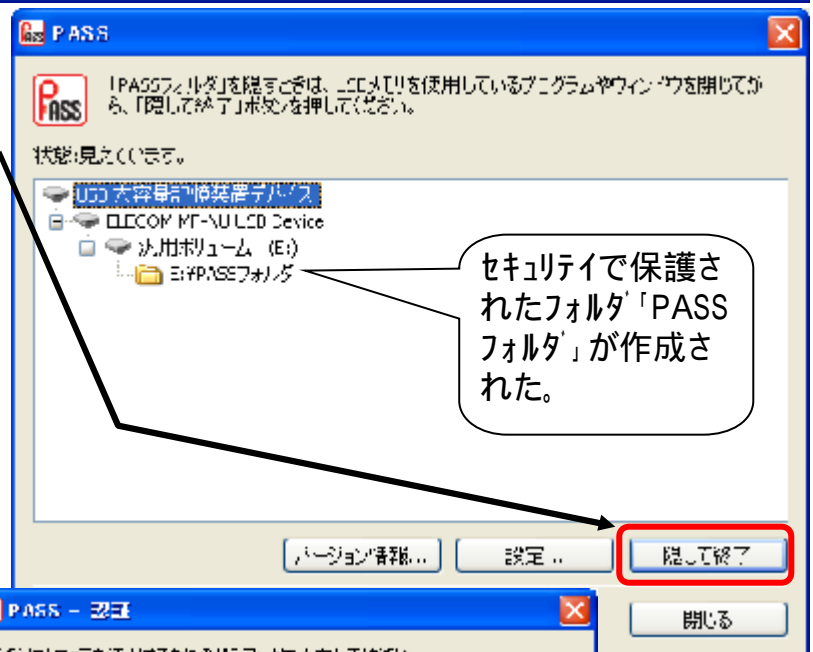 PASS
PASS
「PASSフォルダ」を隠すときは、USBメモリを使用しているプログラムやウィンドウを閉じてか
ら、「隠して終了」ボタンを押してください。
状態:見えています。
USB 大容量記憶装置デバイス
ELECOM MF-NU USB Device
汎用ボリューム (E:)
E:¥PASSフォルダ
セキュリテイで保護さ
れたフォルダ「PASS
フォルダ」が作成さ
れた。
バージョン情報...
設定...
隠して終了
PASS - 認証
閉じる